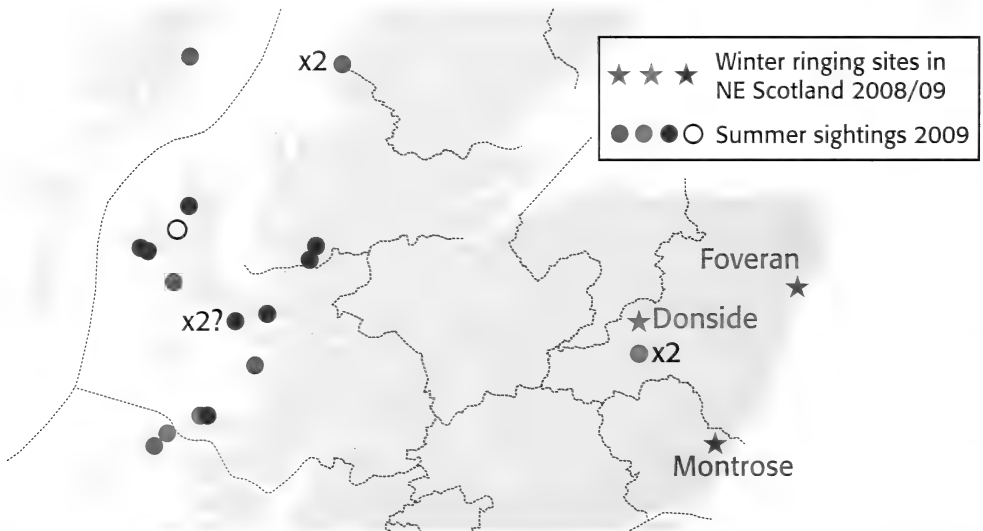 x2
Winter ringing sites in
NE Scotland 2008/09
Summer sightings 2009
Foveran
x2?
Donside
x2
Montrose